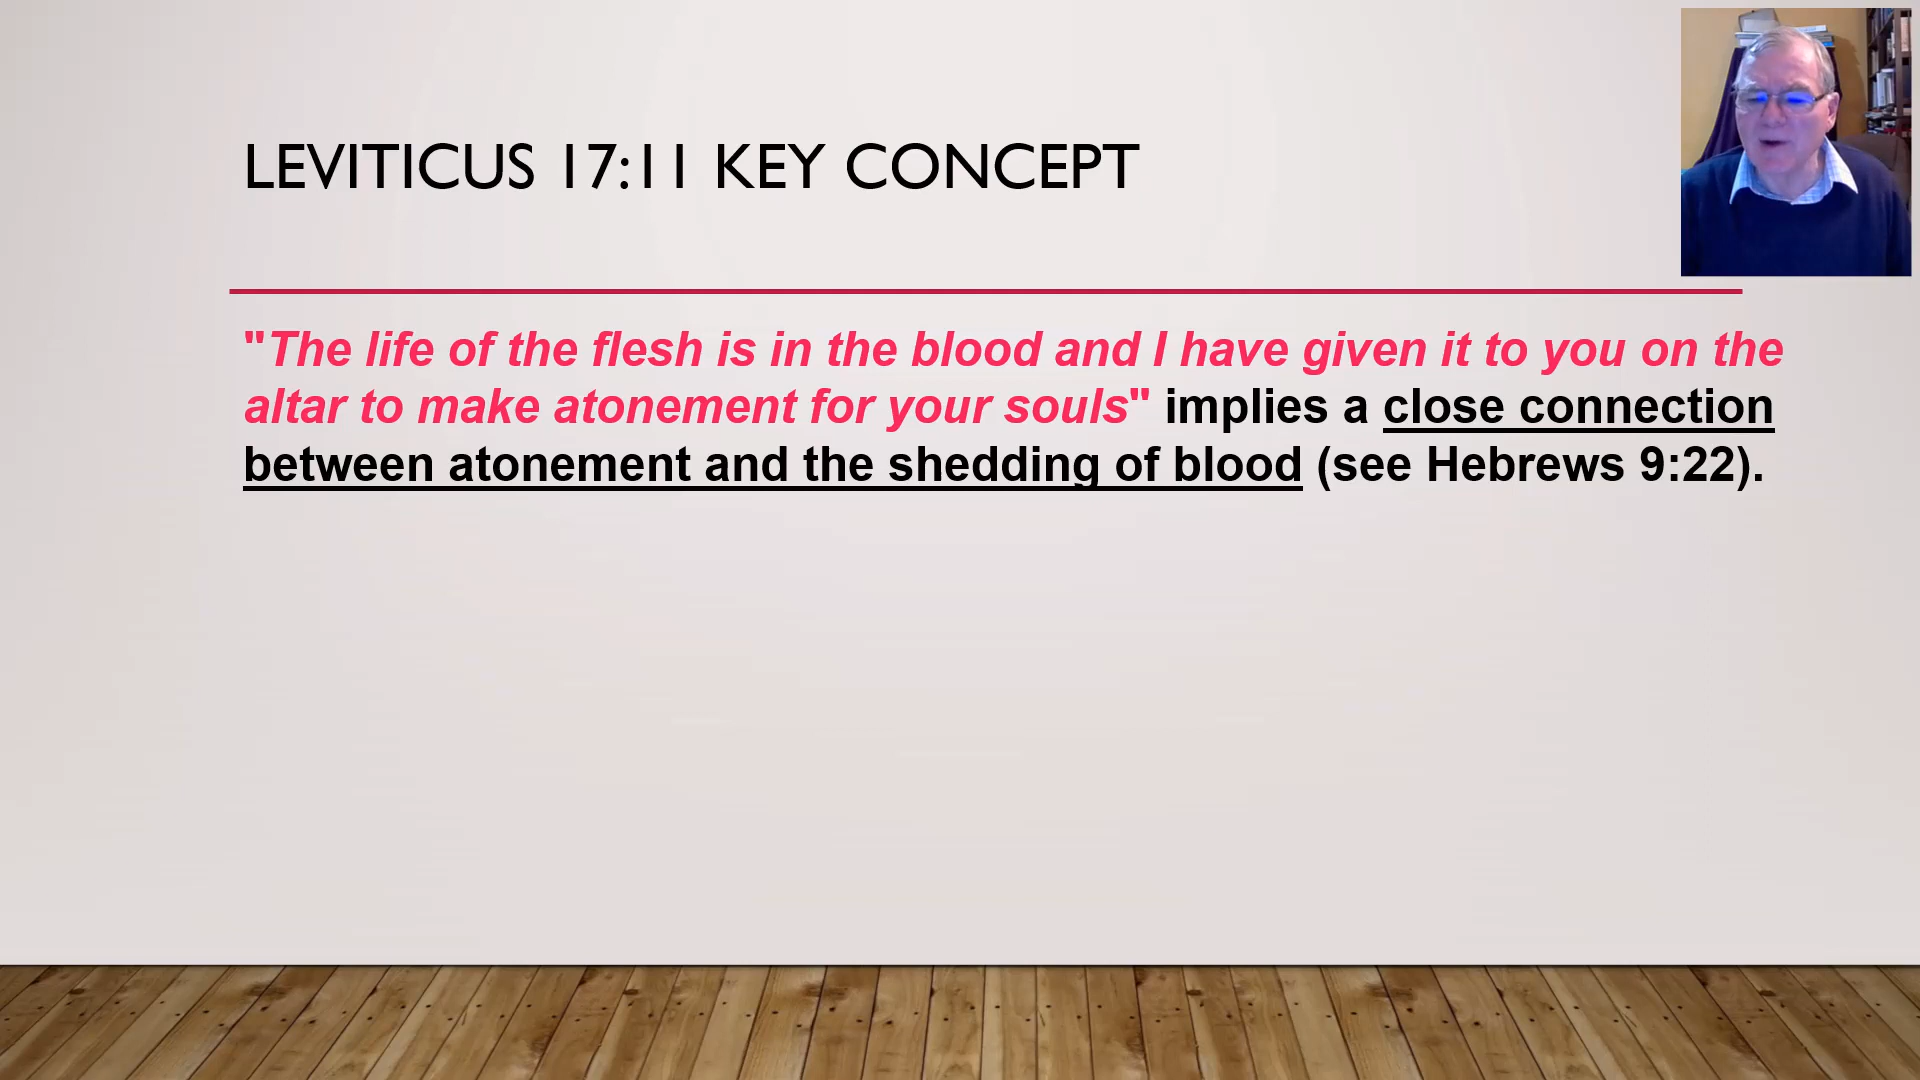 LEVITICUS 17:11 KEY CONCEPT
"The life of the flesh is in the blood and I have given it to you on the
altar to make atonement for your souls" implies a close connection
between atonement and the shedding of blood (see Hebrews 9:22).